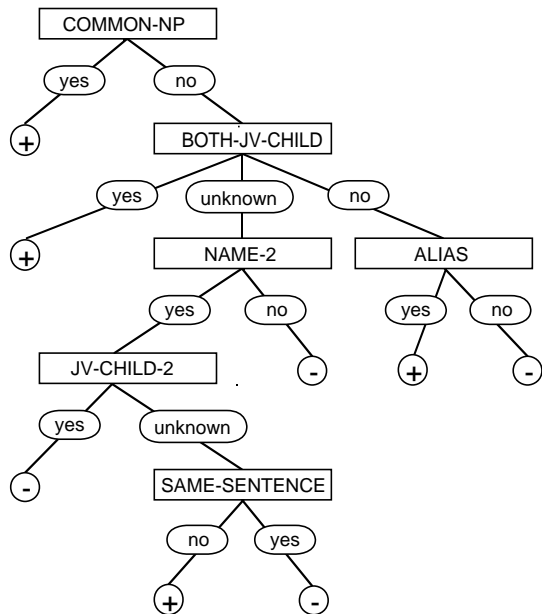 COMMON-NP
yes no
+
BOTH-JV-CHILD
yes unknown no
+
NAME-2 ALIAS
yes no yes no
JV-CHILD-2 - + -
yes unknown
-
SAME-SENTENCE
no yes
+ -